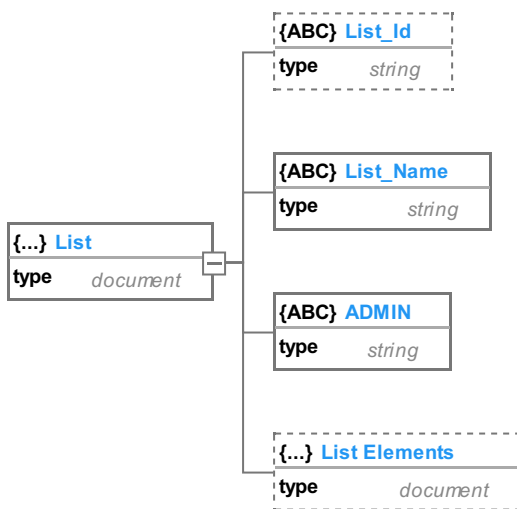 {ABC} List_Id
type string
{ABC} List_Name
type string
{...} List
type document
{ABC} ADMIN
type string
{...} List Elements
type document